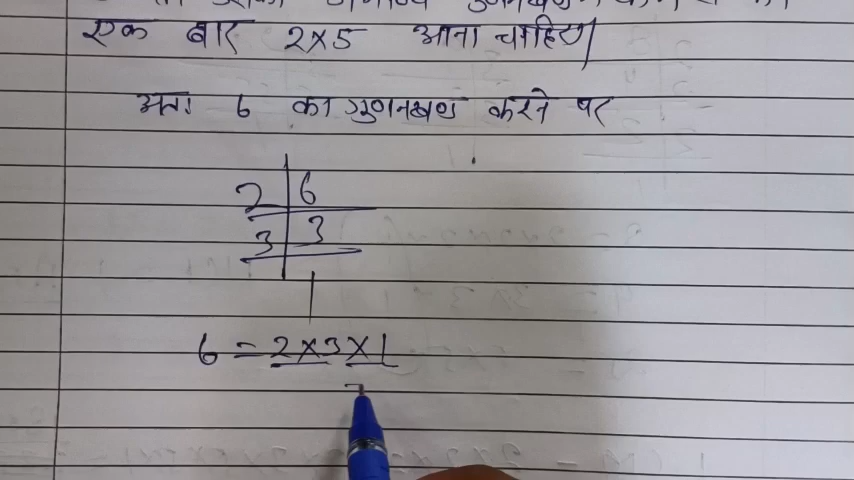 एक बार 2×5 आना चाहिए।
अतः 6 का गुणनखण्ड करने पर
2 | 6
3 | 3
1
6 = 2×3×1